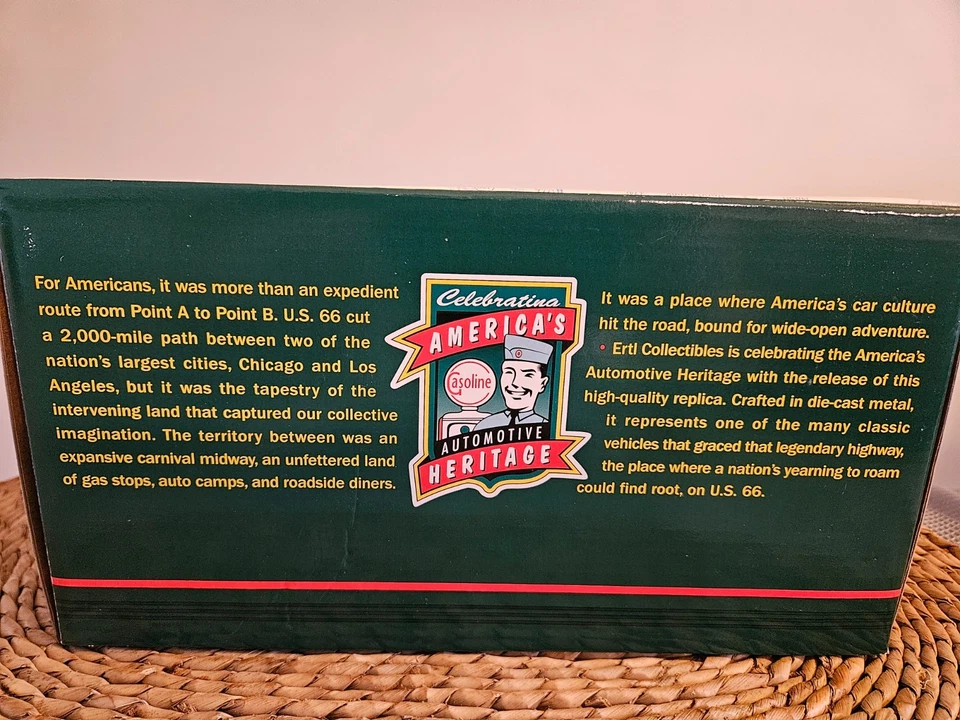 For Americans, it was more than an expedient
route from Point A to Point B. U.S. 66 cut
a 2,000-mile path between two of the
nation's largest cities, Chicago and Los
Angeles, but it was the tapestry of the
intervening land that captured our collective
imagination. The territory between was an
expansive carnival midway, an unfettered land
of gas stops, auto camps, and roadside diners.
Celebrating
AMERICA'S
Gasoline
AUTOMOTIVE
HERITAGE
It was a place where America's car culture
hit the road, bound for wide-open adventure.
• Ertl Collectibles is celebrating the America's
Automotive Heritage with the release of this
high-quality replica. Crafted in die-cast metal,
it represents one of the many classic
vehicles that graced that legendary highway,
the place where a nation's yearning to roam
could find root, on U.S. 66.